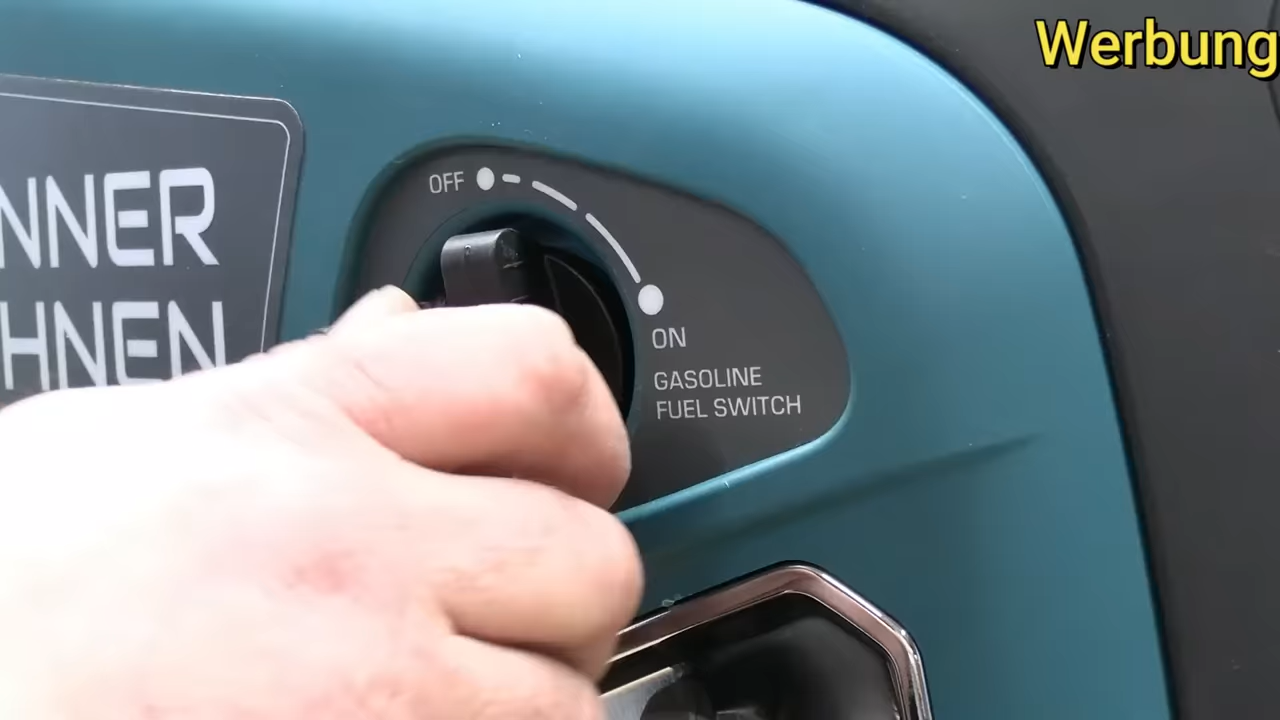 Werbung
NNER
HNEN
OFF
ON
GASOLINE
FUEL SWITCH